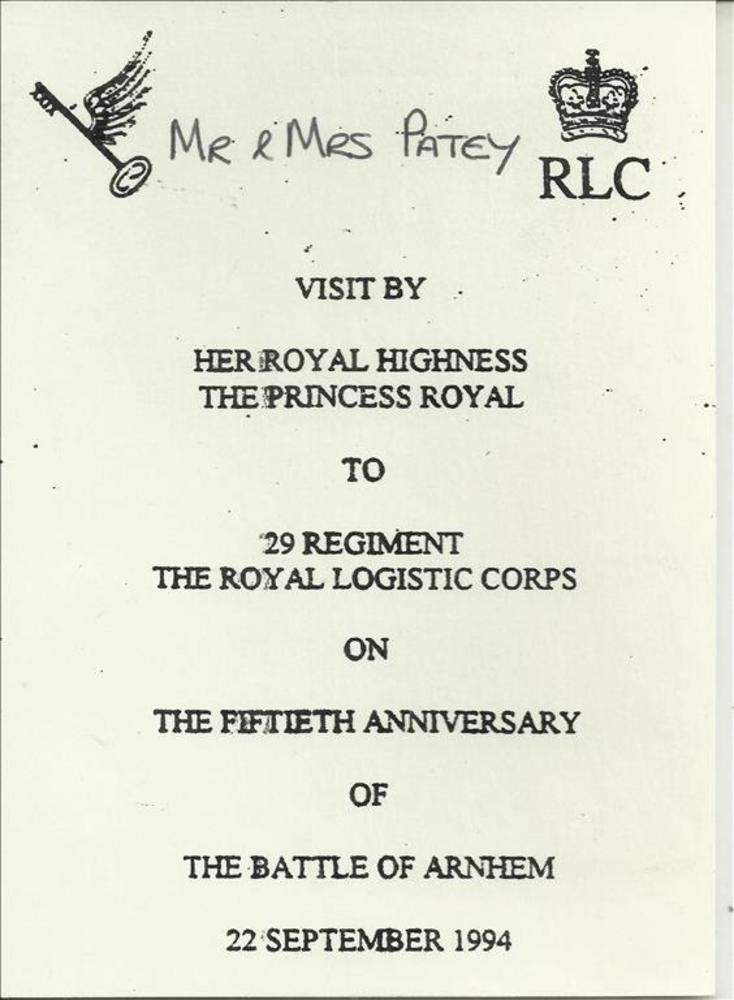 MR & MRS PATEY
RLC
VISIT BY
HER ROYAL HIGHNESS
THE PRINCESS ROYAL
TO
29 REGIMENT
THE ROYAL LOGISTIC CORPS
ON
THE FIFTIETH ANNIVERSARY
OF
THE BATTLE OF ARNHEM
22 SEPTEMBER 1994